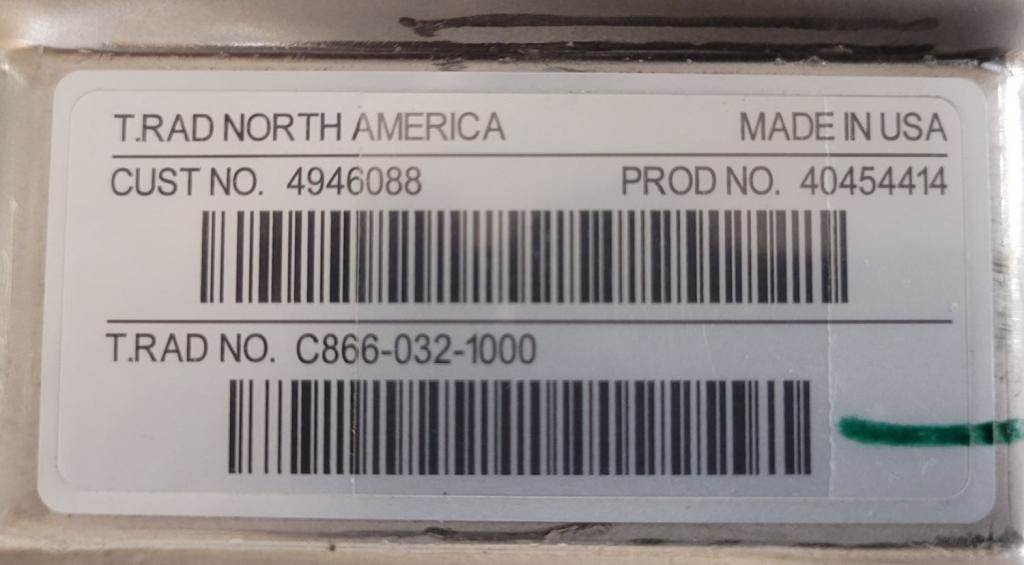 T.RAD NORTH AMERICA MADE IN USA
CUST NO. 4946088 PROD NO. 40454414
T.RAD NO. C866-032-1000